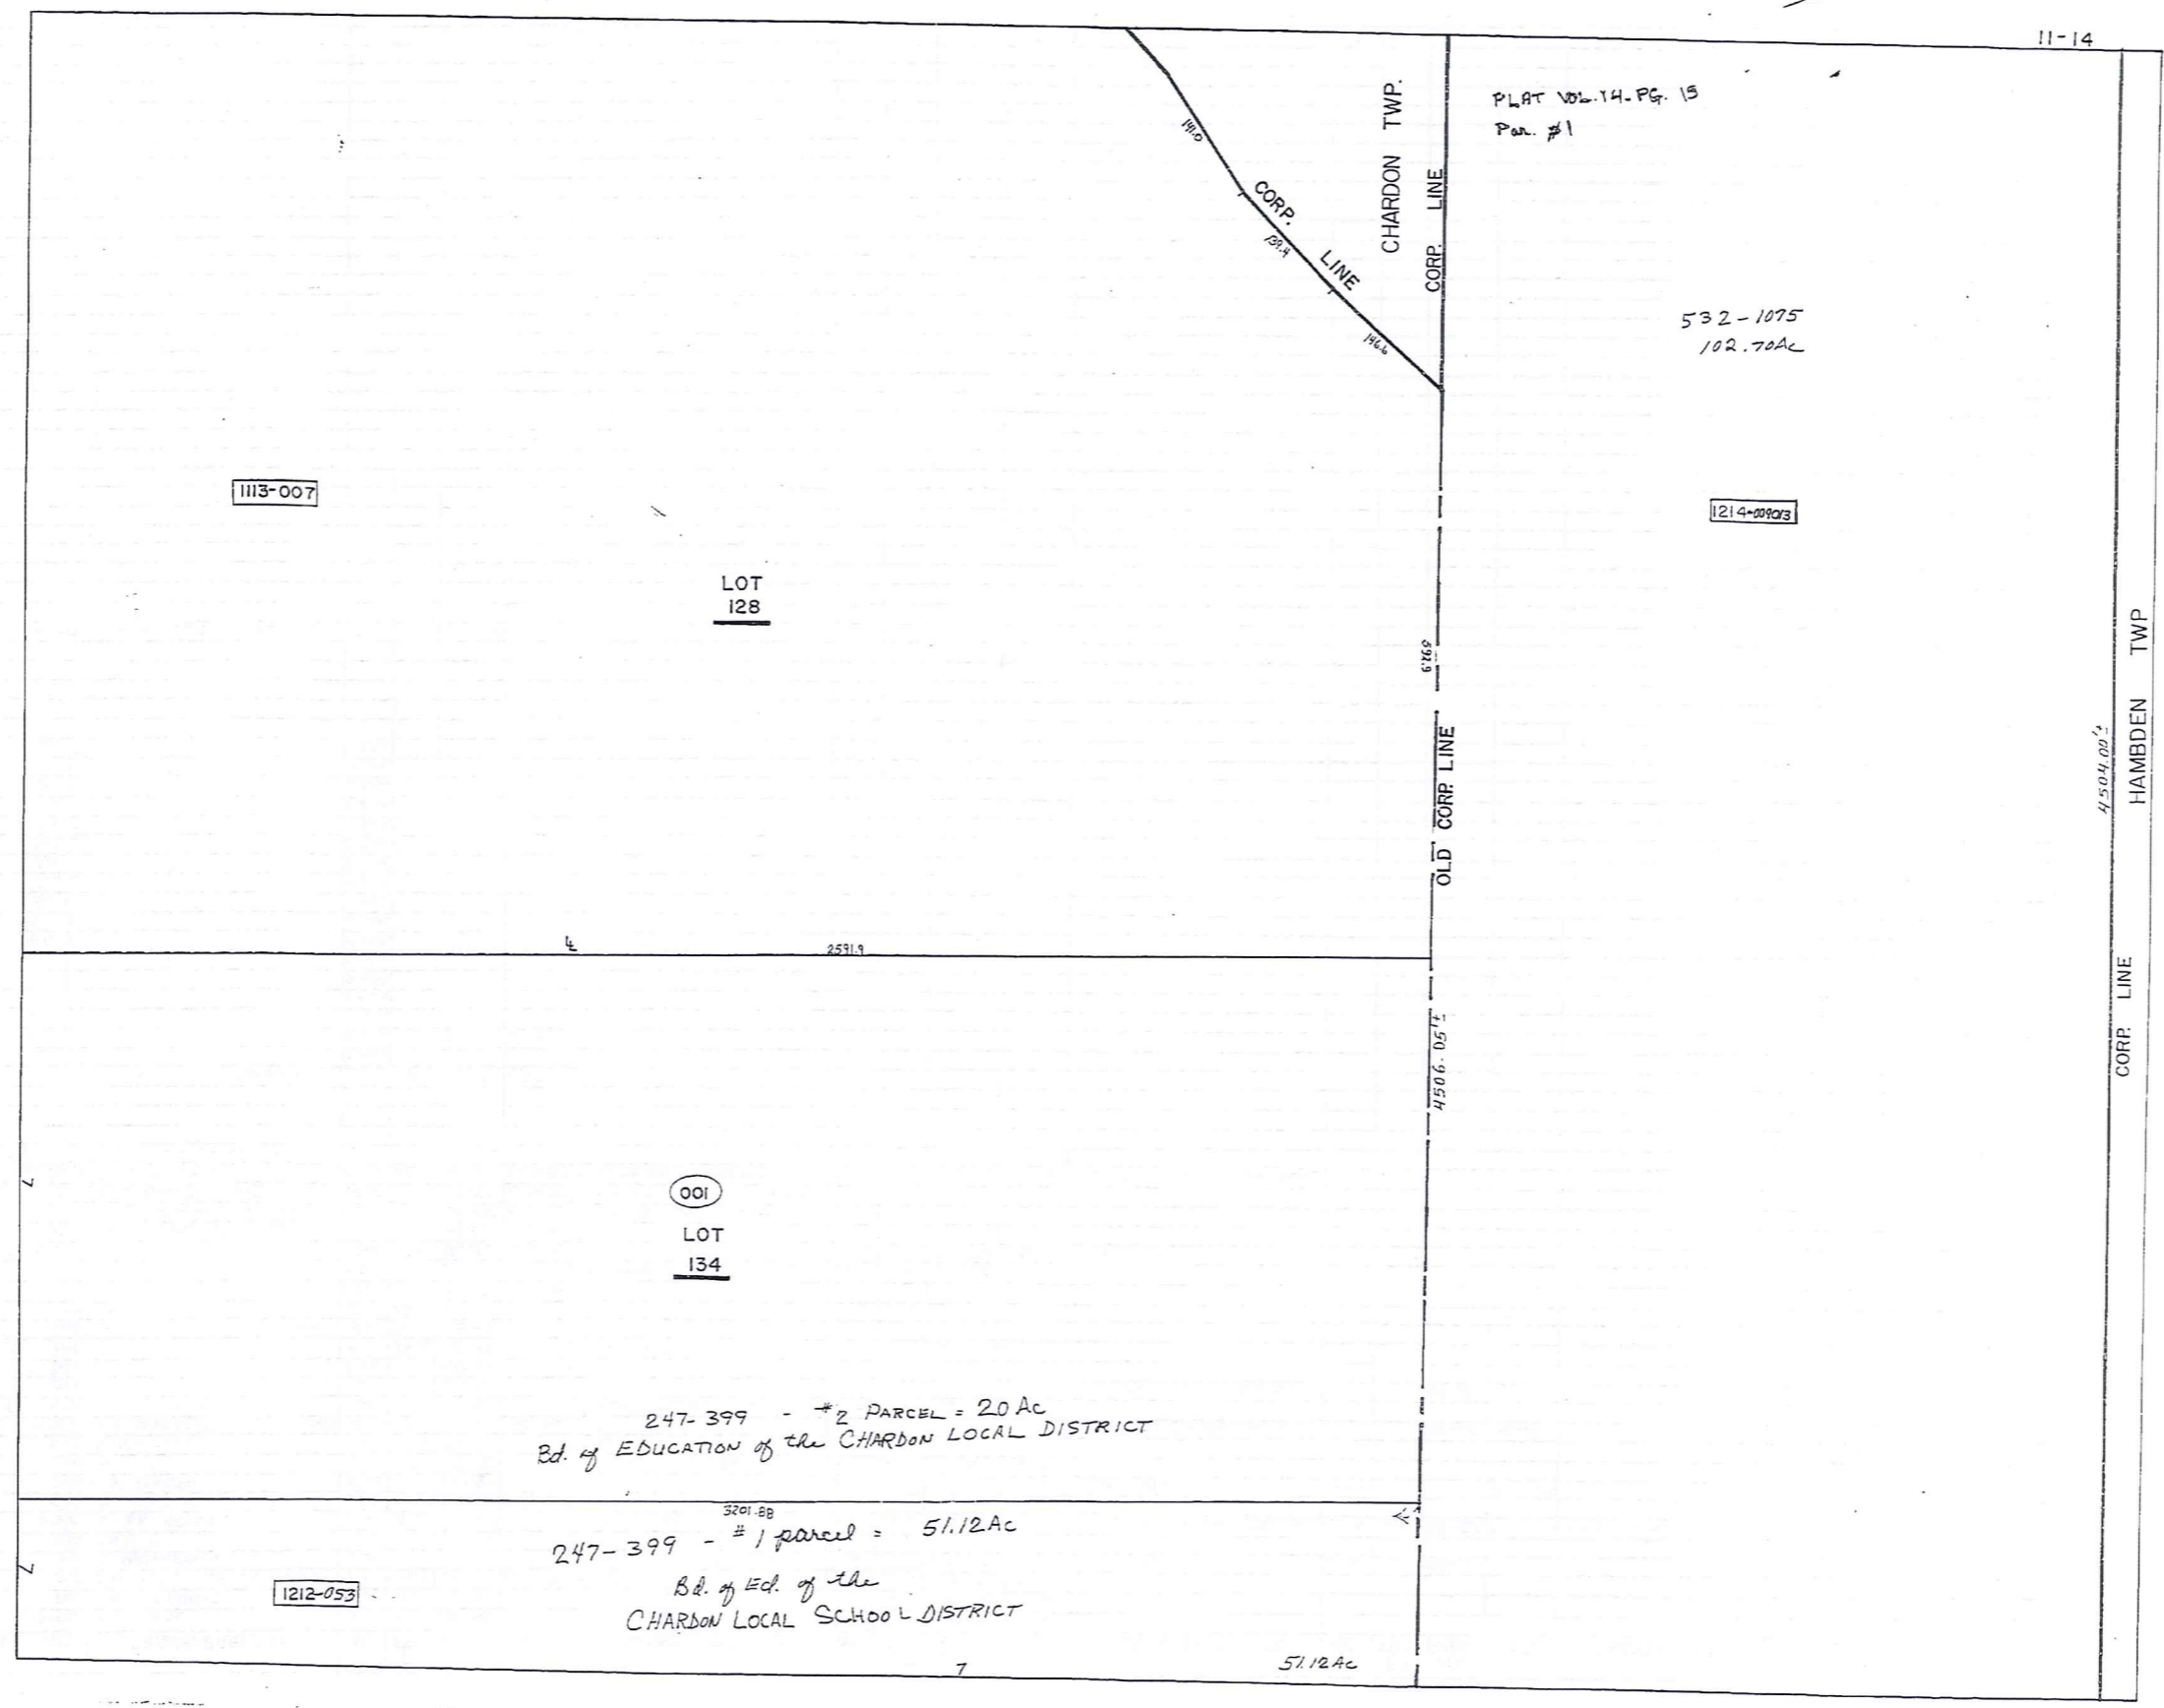 11-14
PLAT VOL. 14-PG. 15
Par. #1
CHARDON TWP.
CORP. LINE
141.0
CORP. LINE
139.4
146.6
532-1075
102.70Ac
1113-007
1214-009013
LOT
128
592.9
OLD CORP. LINE
HAMBDEN TWP
4504.00'±
CORP. LINE
2591.9
4506.05'±
001
LOT
134
247-399 - #2 PARCEL = 20 Ac
Bd. of EDUCATION of the CHARDON LOCAL DISTRICT
3201.88
247-399 - #1 parcel = 51.12Ac
Bd. of Ed. of the
CHARDON LOCAL SCHOOL DISTRICT
1212-053
51.12Ac